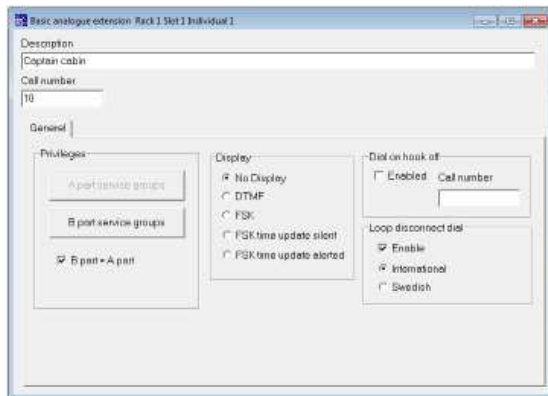 Basic analogue extension Rack 1 Slot 1 Individual 1
Description
Captain cabin
Call number
10
General
Privileges
A part service groups
B part service groups
B part = A part
Display
No Display
DTMF
FSK
FSK time update silent
FSK time update alerted
Dial on hook off
Enabled
Call number
Loop disconnect dial
Enable
International
Swedish